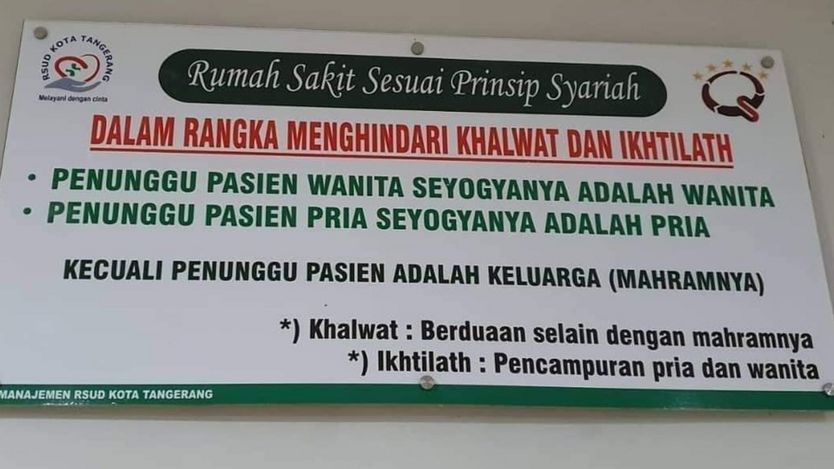 RSUD KOTA TANGERANG
Melayani dengan cinta
Rumah Sakit Sesuai Prinsip Syariah
DALAM RANGKA MENGHINDARI KHALWAT DAN IKHTILATH
• PENUNGGU PASIEN WANITA SEYOGYANYA ADALAH WANITA
• PENUNGGU PASIEN PRIA SEYOGYANYA ADALAH PRIA
KECUALI PENUNGGU PASIEN ADALAH KELUARGA (MAHRAMNYA)
*) Khalwat : Berduaan selain dengan mahramnya
*) Ikhtilath : Pencampuran pria dan wanita
MANAJEMEN RSUD KOTA TANGERANG